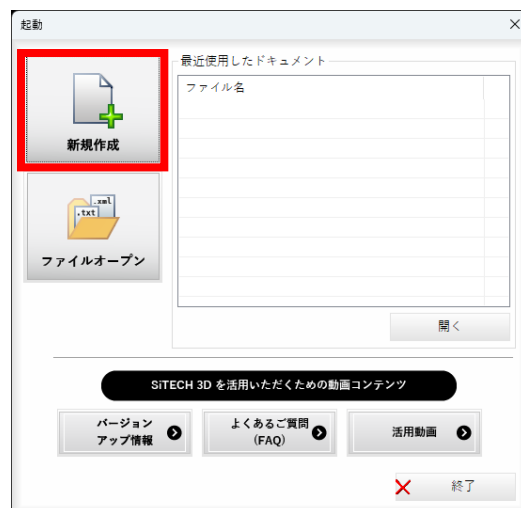 起動
新規作成
最近使用したドキュメント
ファイル名
.xml
.txt
ファイルオープン
開く
SiTECH 3D を活用いただくための動画コンテンツ
バージョン
アップ情報
よくあるご質問
(FAQ)
活用動画
終了